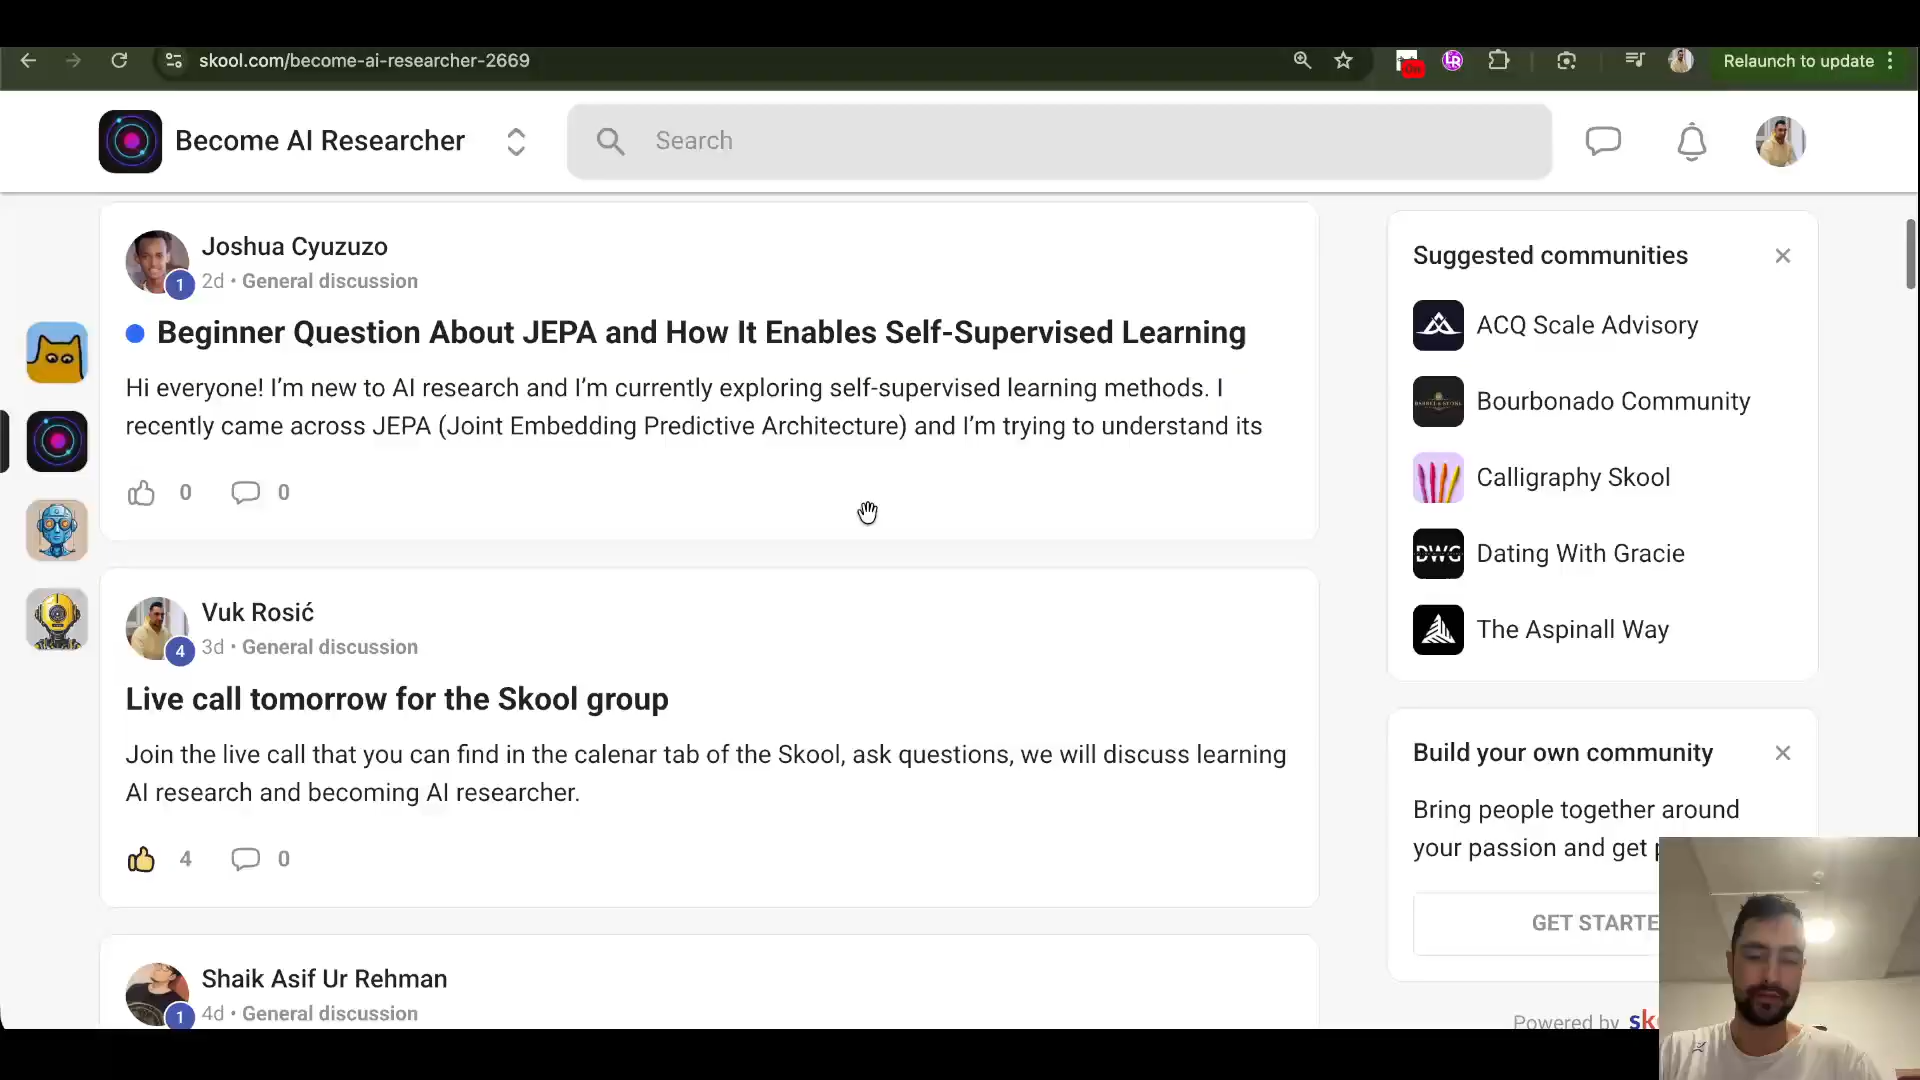 skool.com/become-ai-researcher-2669
On
LR
Relaunch to update
Become AI Researcher
Search
Joshua Cyuzuzo
1
2d • General discussion
Beginner Question About JEPA and How It Enables Self-Supervised Learning
Hi everyone! I’m new to AI research and I’m currently exploring self-supervised learning methods. I
recently came across JEPA (Joint Embedding Predictive Architecture) and I’m trying to understand its
0
0
Vuk Rosić
4
3d • General discussion
Live call tomorrow for the Skool group
Join the live call that you can find in the calenar tab of the Skool, ask questions, we will discuss learning
AI research and becoming AI researcher.
4
0
Shaik Asif Ur Rehman
1
4d • General discussion
Suggested communities
ACQ Scale Advisory
Bourbonado Community
Calligraphy Skool
DWG
Dating With Gracie
The Aspinall Way
Build your own community
Bring people together around
your passion and get
GET STARTE
Powered by sk